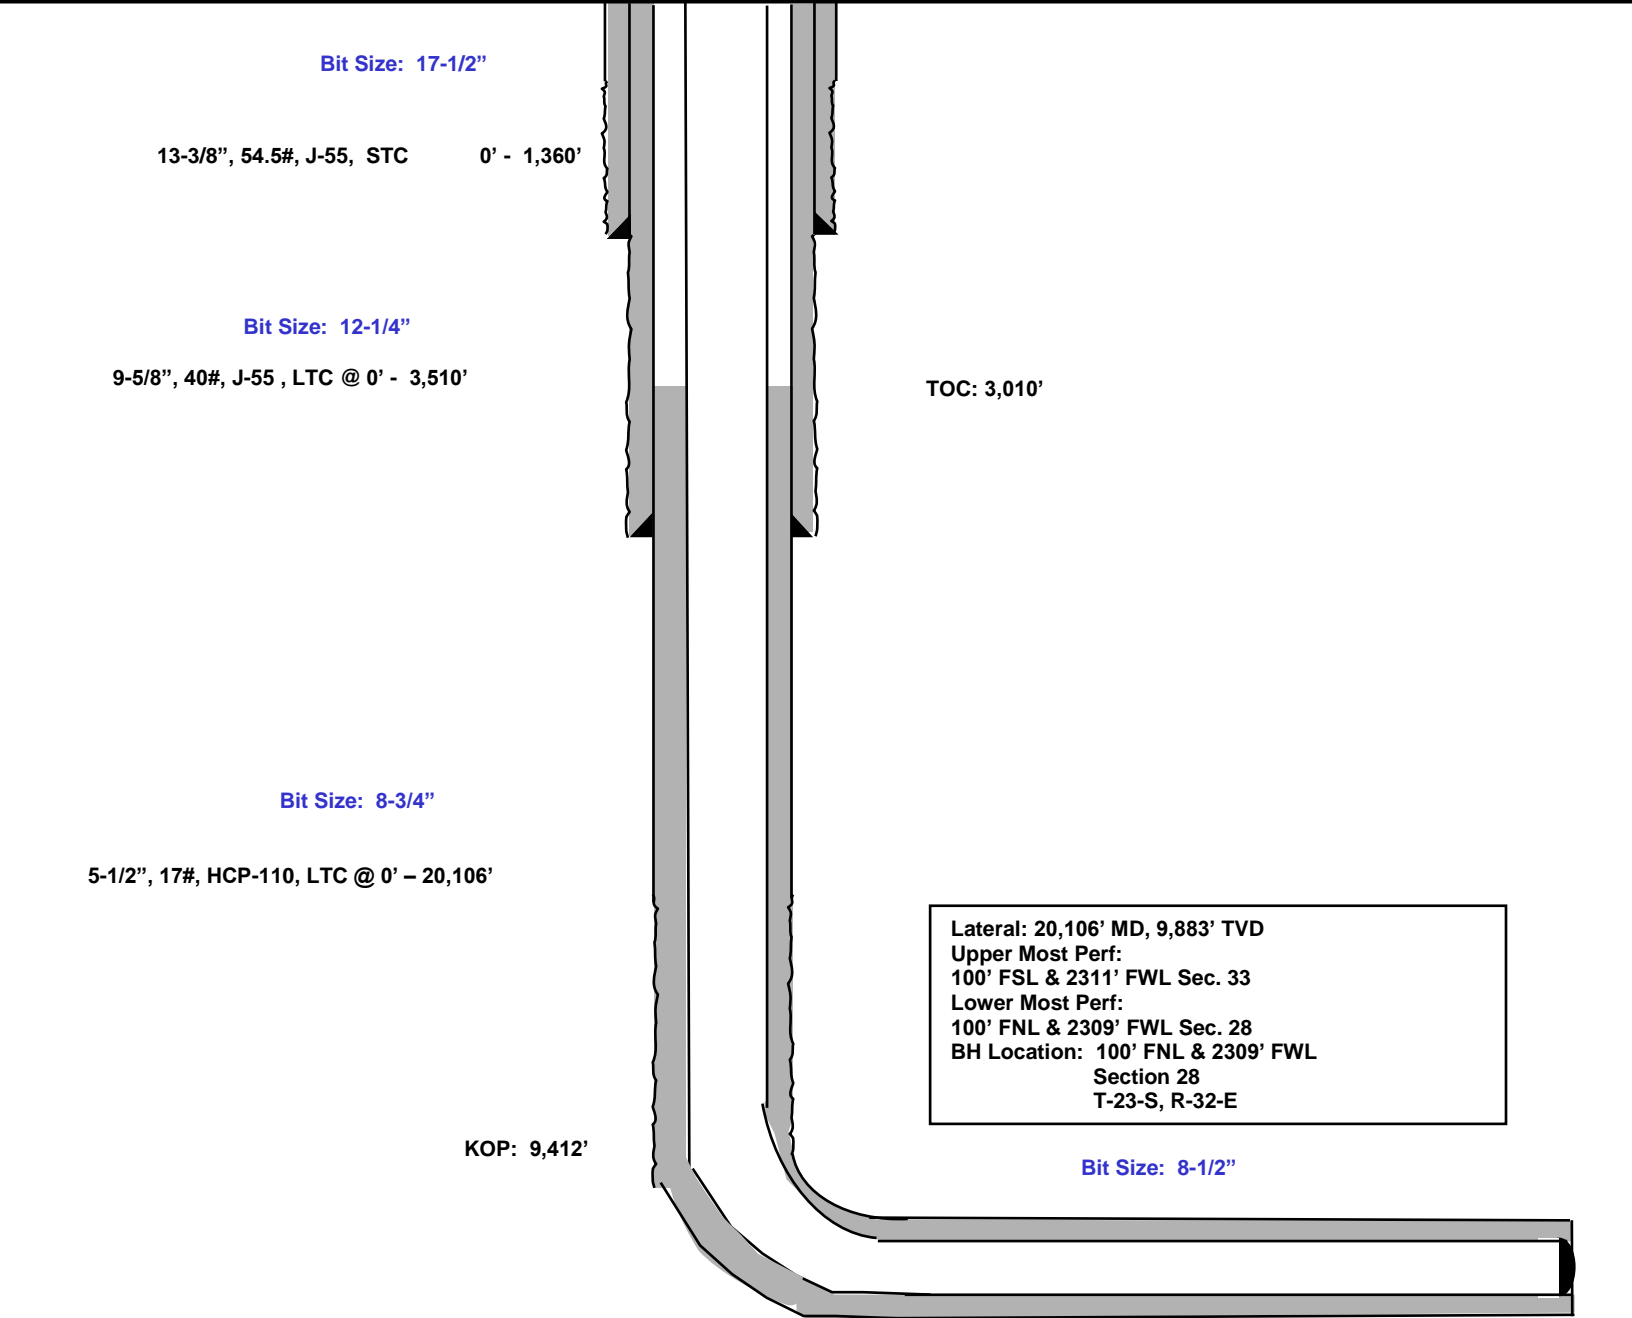 Bit Size: 17-1/2”
13-3/8”, 54.5#, J-55, STC 0’ - 1,360’
Bit Size: 12-1/4”
9-5/8”, 40#, J-55 , LTC @ 0’ - 3,510’
TOC: 3,010’
Bit Size: 8-3/4”
5-1/2”, 17#, HCP-110, LTC @ 0’ – 20,106’
Lateral: 20,106’ MD, 9,883’ TVD
Upper Most Perf:
100’ FSL & 2311’ FWL Sec. 33
Lower Most Perf:
100’ FNL & 2309’ FWL Sec. 28
BH Location: 100’ FNL & 2309’ FWL
Section 28
T-23-S, R-32-E
KOP: 9,412’
Bit Size: 8-1/2”